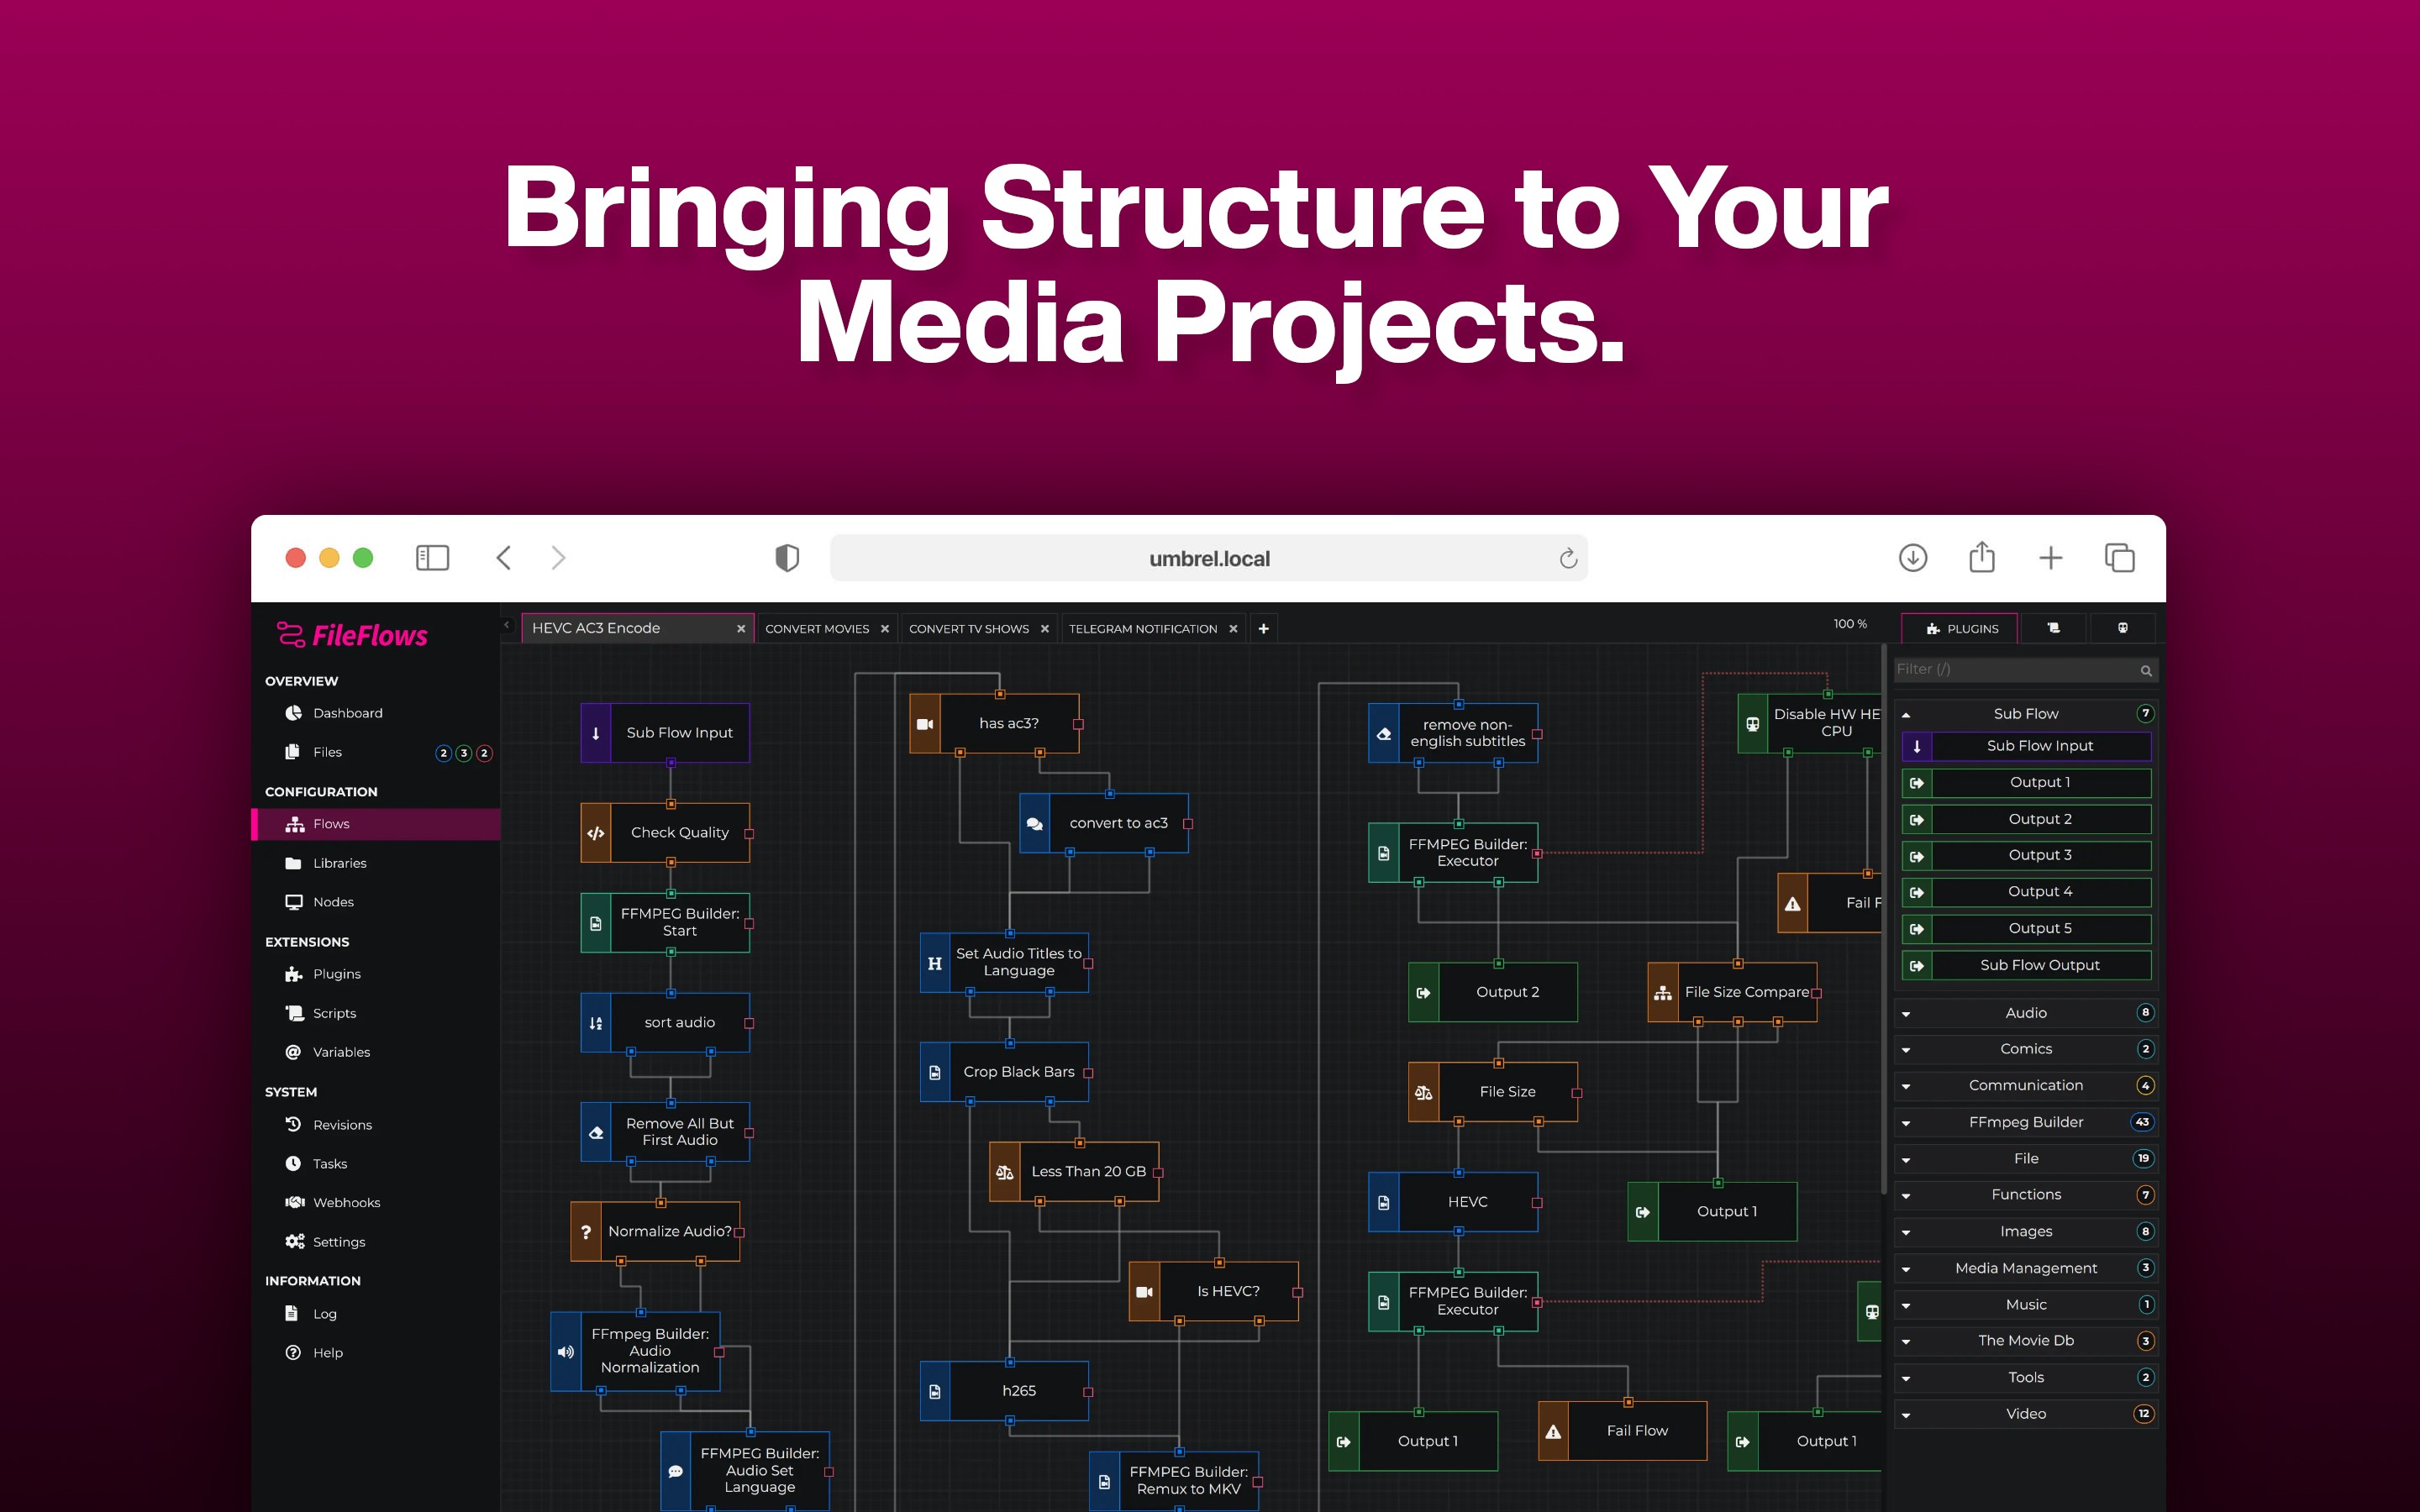 Bringing Structure to Your
Media Projects.
umbrel.local
FileFlows
OVERVIEW
Dashboard
Files
2 3 2
CONFIGURATION
Flows
Libraries
Nodes
EXTENSIONS
Plugins
Scripts
Variables
SYSTEM
Revisions
Tasks
Webhooks
Settings
INFORMATION
Log
Help
HEVC AC3 Encode
CONVERT MOVIES
CONVERT TV SHOWS
TELEGRAM NOTIFICATION
100 %
Sub Flow Input
Check Quality
FFMPEG Builder:
Start
sort audio
Remove All But
First Audio
Normalize Audio?
FFmpeg Builder:
Audio
Normalization
FFMPEG Builder:
Audio Set
Language
has ac3?
convert to ac3
Set Audio Titles to
Language
Crop Black Bars
Less Than 20 GB
Is HEVC?
h265
FFMPEG Builder:
Remux to MKV
remove non-
english subtitles
FFMPEG Builder:
Executor
Output 2
File Size
HEVC
FFMPEG Builder:
Executor
Output 1
Disable HW HE
CPU
Fail F
File Size Compare
Output 1
Fail Flow
Output 1
PLUGINS
Filter (/)
Sub Flow 7
Sub Flow Input
Output 1
Output 2
Output 3
Output 4
Output 5
Sub Flow Output
Audio 8
Comics 2
Communication 4
FFmpeg Builder 43
File 19
Functions 7
Images 8
Media Management 3
Music 1
The Movie Db 3
Tools 2
Video 12